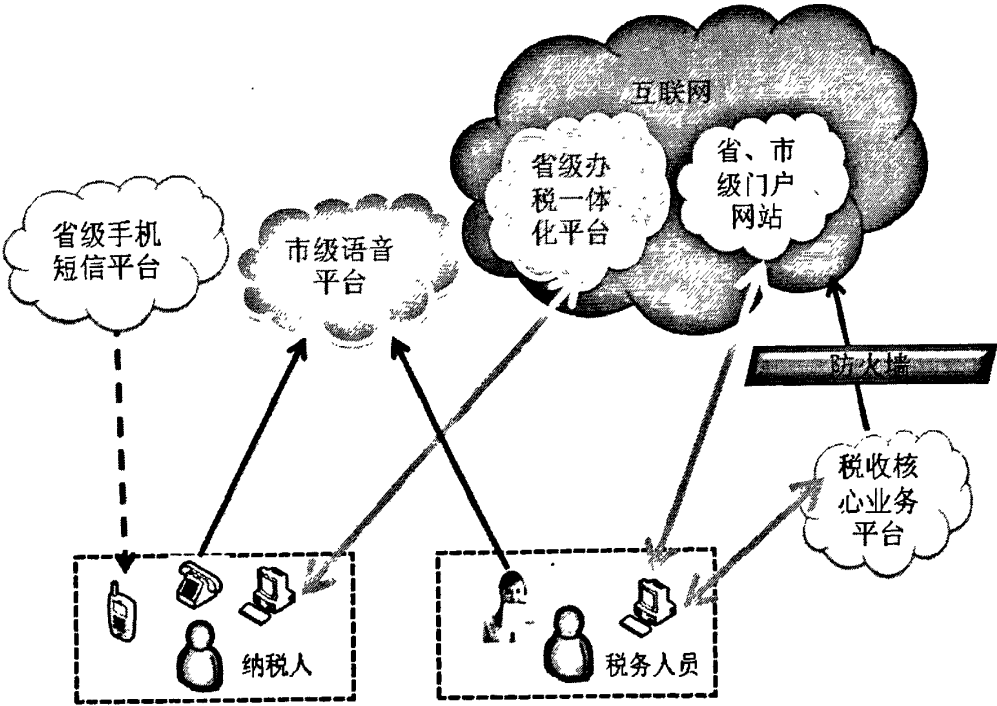 互联网
省级办
税一体
化平台
省、市
级门户
网站
省级手机
短信平台
市级语音
平台
防火墙
税收核
心业务
平台
纳税人
税务人员